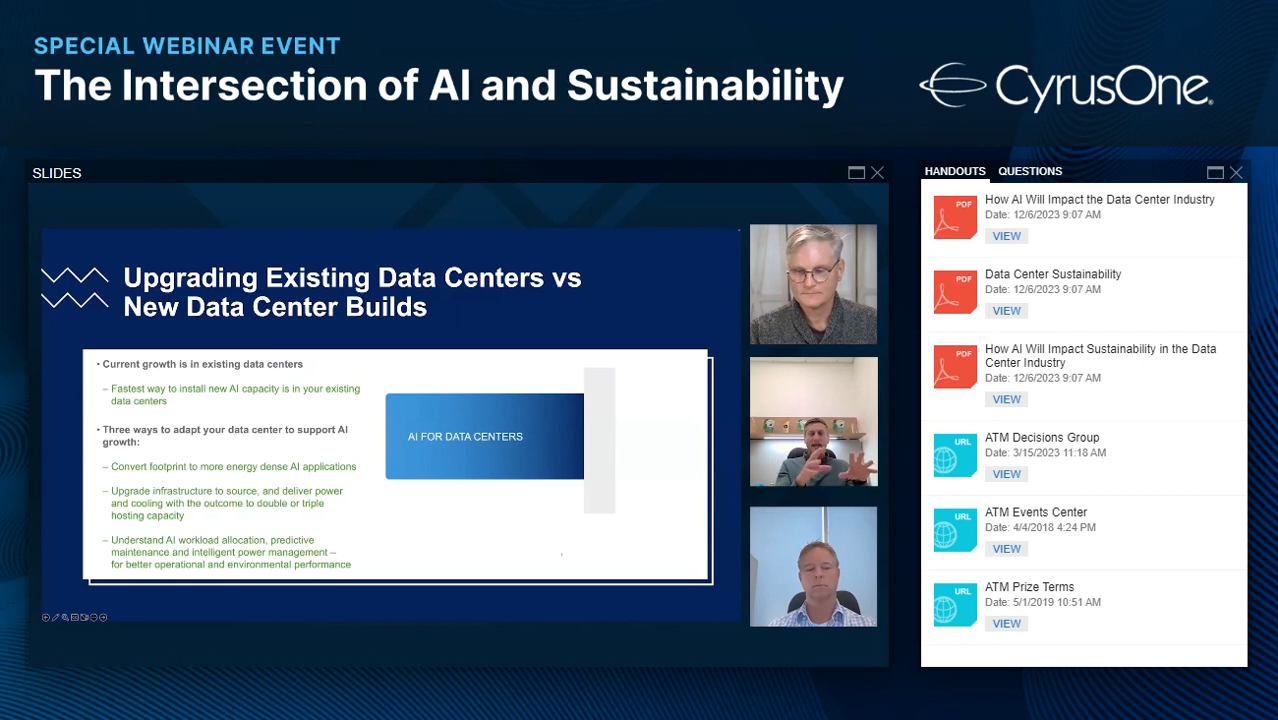 SPECIAL WEBINAR EVENT
The Intersection of AI and Sustainability
CyrusOne
SLIDES
Upgrading Existing Data Centers vs
New Data Center Builds
• Current growth is in existing data centers
– Fastest way to install new AI capacity is in your existing
data centers
• Three ways to adapt your data center to support AI
growth:
– Convert footprint to more energy dense AI applications
– Upgrade infrastructure to source, and deliver power
and cooling with the outcome to double or triple
hosting capacity
– Understand AI workload allocation, predictive
maintenance and intelligent power management –
for better operational and environmental performance
AI FOR DATA CENTERS
HANDOUTS QUESTIONS
PDF
How AI Will Impact the Data Center Industry
Date: 12/6/2023 9:07 AM
VIEW
PDF
Data Center Sustainability
Date: 12/6/2023 9:07 AM
VIEW
PDF
How AI Will Impact Sustainability in the Data
Center Industry
Date: 12/6/2023 9:07 AM
VIEW
URL
ATM Decisions Group
Date: 3/15/2023 11:18 AM
VIEW
URL
ATM Events Center
Date: 4/4/2018 4:24 PM
VIEW
URL
ATM Prize Terms
Date: 5/1/2019 10:51 AM
VIEW